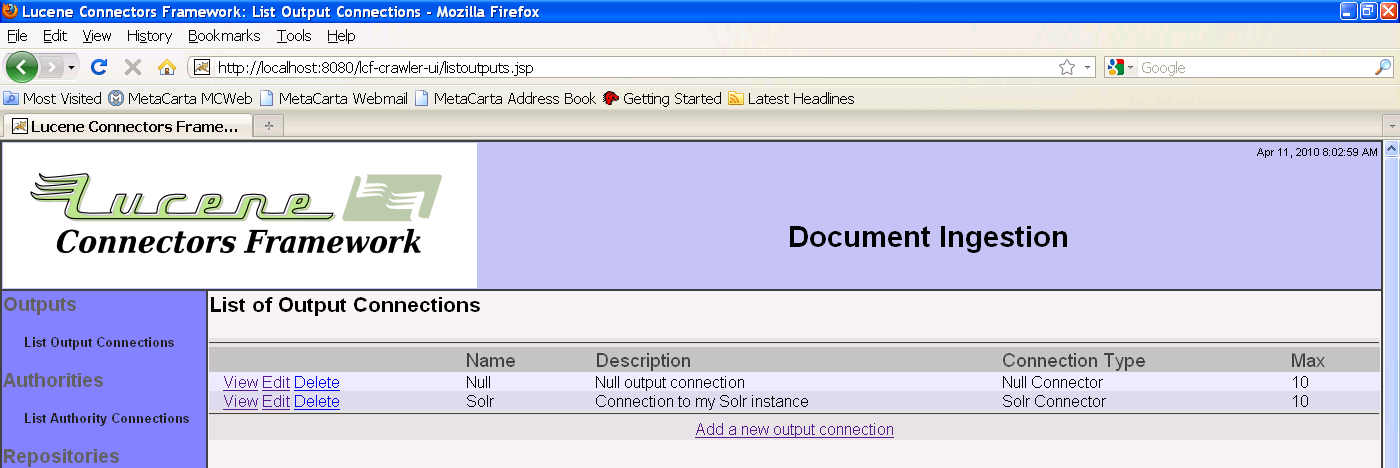 Lucene Connectors Framework: List Output Connections - Mozilla Firefox
File Edit View History Bookmarks Tools Help
http://localhost:8080/lcf-crawler-ui/listoutputs.jsp
Google
Most Visited MetaCarta MCWeb MetaCarta Webmail MetaCarta Address Book Getting Started Latest Headlines
Lucene Connectors Frame...
Apr 11, 2010 8:02:59 AM
Lucene
Connectors Framework
Document Ingestion
Outputs
List Output Connections
Authorities
List Authority Connections
Repositories
List of Output Connections
Name Description Connection Type Max
View Edit Delete Null Null output connection Null Connector 10
View Edit Delete Solr Connection to my Solr instance Solr Connector 10
Add a new output connection